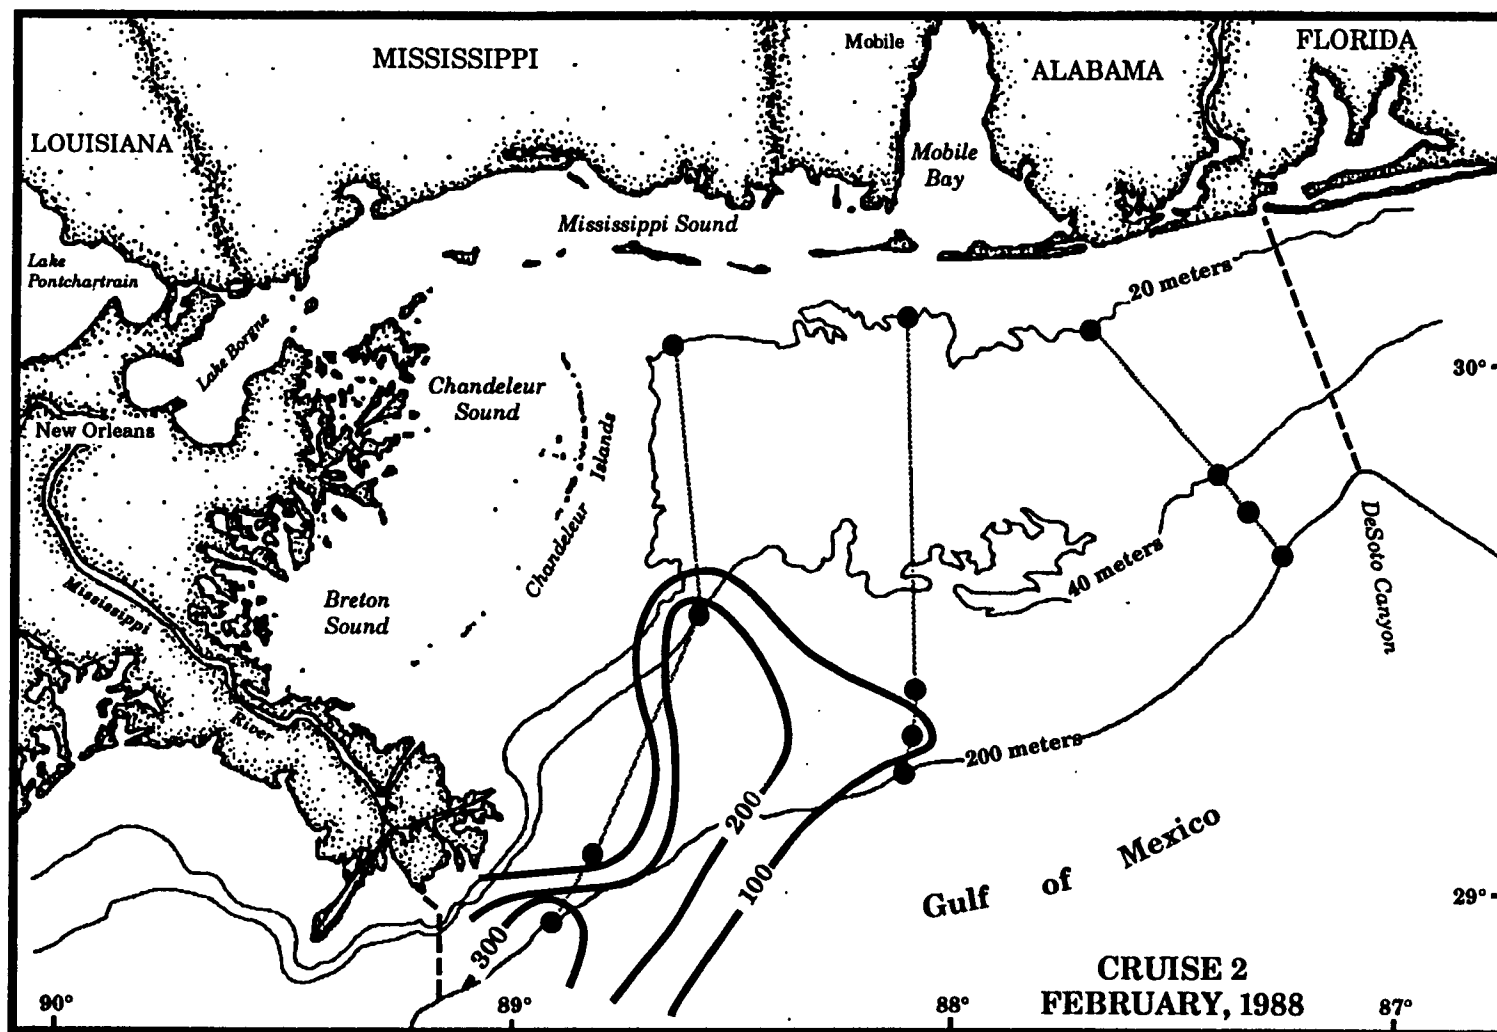 MISSISSIPPI
Mobile
ALABAMA
FLORIDA
LOUISIANA
Mobile
Bay
Mississippi Sound
Lake
Pontchartrain
20 meters
Lake Borgne
30°
Chandeleur
Sound
New Orleans
Chandeleur Islands
DeSoto Canyon
40 meters
Mississippi
River
Breton
Sound
200 meters
200
100
300
Gulf of Mexico
29°
CRUISE 2
FEBRUARY, 1988
90°
89°
88°
87°